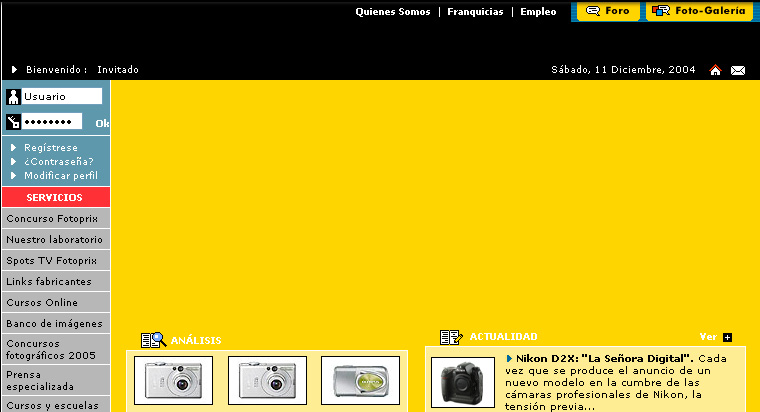 Quienes Somos | Franquicias | Empleo
Foro
Foto-Galería
Bienvenido : Invitado
Sábado, 11 Diciembre, 2004
Usuario
Ok
Regístrese
¿Contraseña?
Modificar perfil
SERVICIOS
Concurso Fotoprix
Nuestro laboratorio
Spots TV Fotoprix
Links fabricantes
Cursos Online
Banco de imágenes
Concursos
fotográficos 2005
Prensa
especializada
Cursos y escuelas
ANÁLISIS
ACTUALIDAD
Ver
Nikon D2X: "La Señora Digital". Cada
vez que se produce el anuncio de un
nuevo modelo en la cumbre de las
cámaras profesionales de Nikon, la
tensión previa...